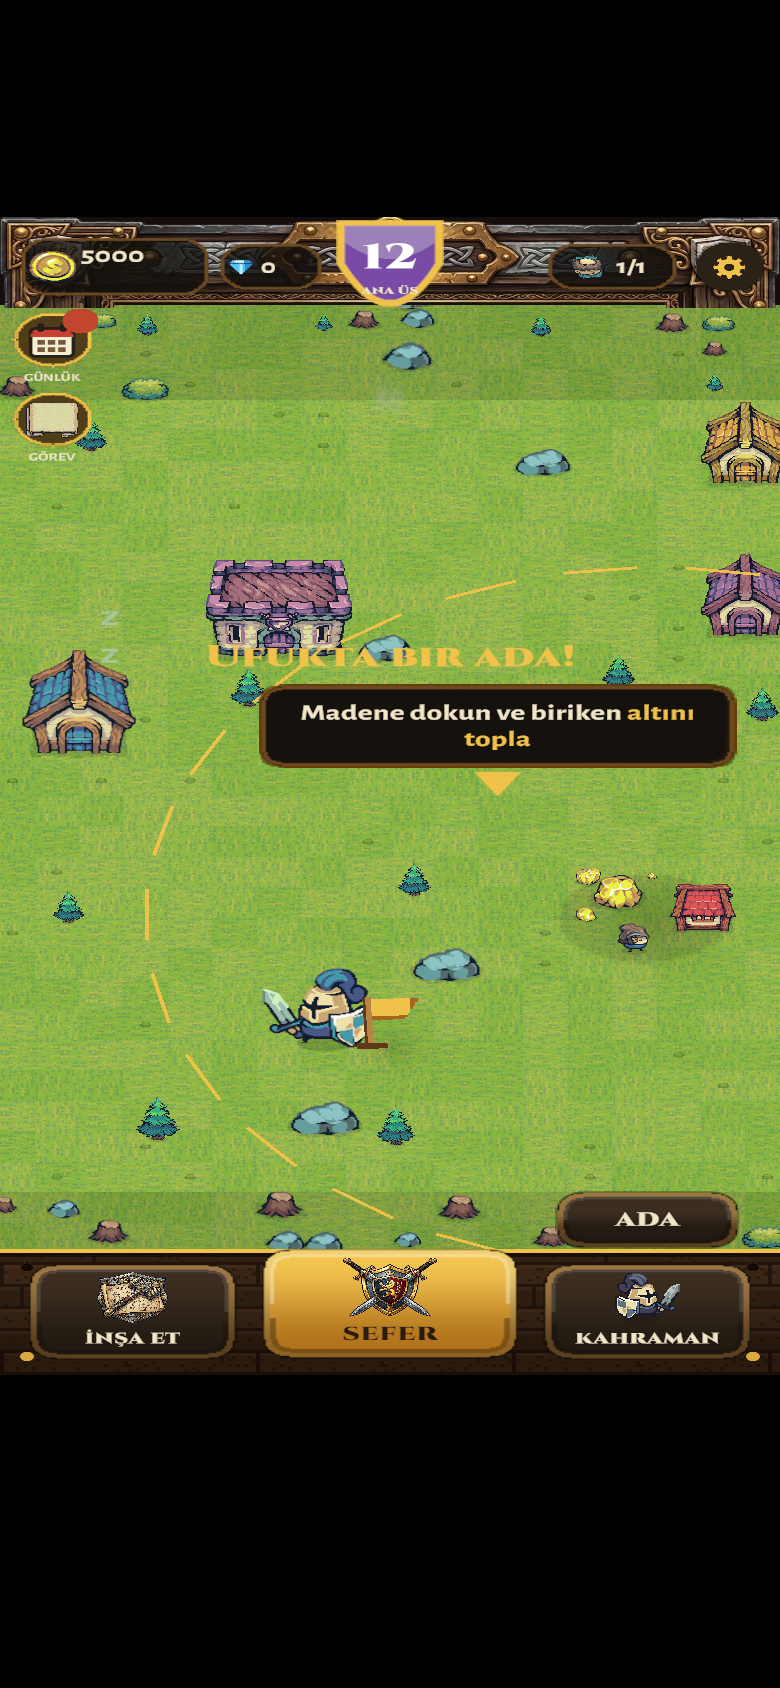 5000
0
12
ANA ÜS
1/1
GÜNLÜK
GÖREV
Z
Z
UFUKTA BIR ADA!
Madene dokun ve biriken altını
topla
ADA
İNŞA ET
SEFER
KAHRAMAN